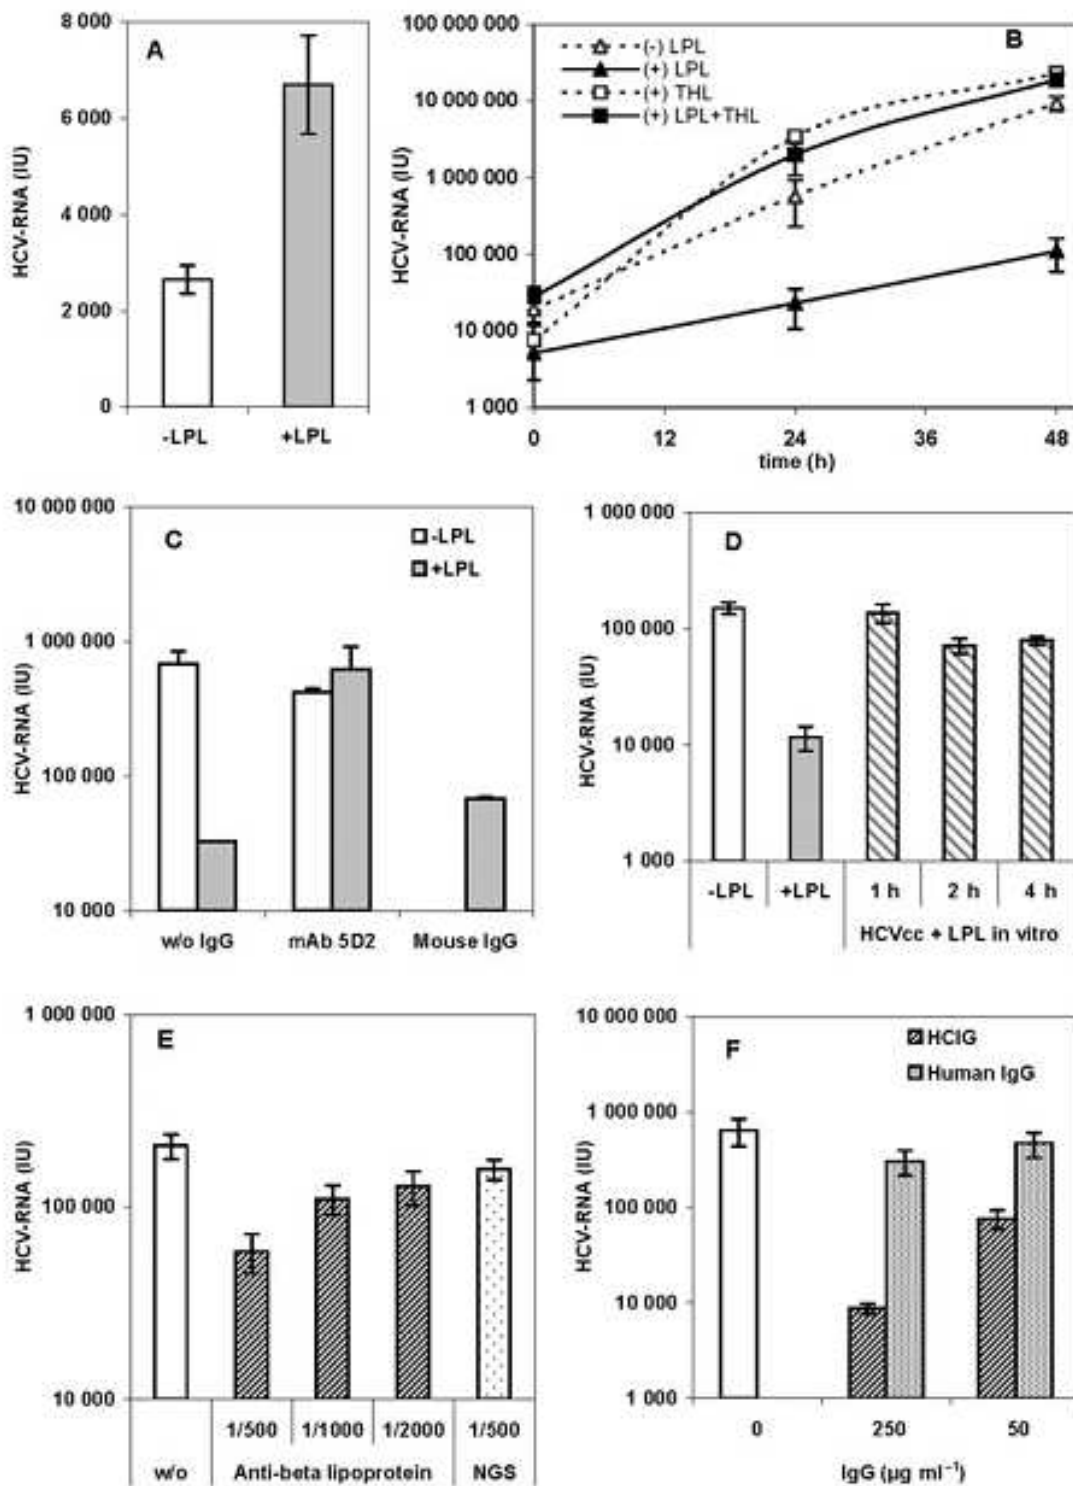 A
HCV-RNA (IU)
8 000
6 000
4 000
2 000
0
-LPL +LPL
B
HCV-RNA (IU)
100 000 000
10 000 000
1 000 000
100 000
10 000
1 000
(-) LPL
(+) LPL
(+) THL
(+) LPL+THL
0 12 24 36 48
time (h)
C
HCV-RNA (IU)
10 000 000
1 000 000
100 000
10 000
-LPL
+LPL
w/o IgG mAb 5D2 Mouse IgG
D
HCV-RNA (IU)
1 000 000
100 000
10 000
1 000
-LPL +LPL 1 h 2 h 4 h
HCVcc + LPL in vitro
E
HCV-RNA (IU)
1 000 000
100 000
10 000
1/500 1/1000 1/2000 1/500
w/o Anti-beta lipoprotein NGS
F
HCV-RNA (IU)
10 000 000
1 000 000
100 000
10 000
1 000
HCIG
Human IgG
0 250 50
IgG (µg ml⁻¹)